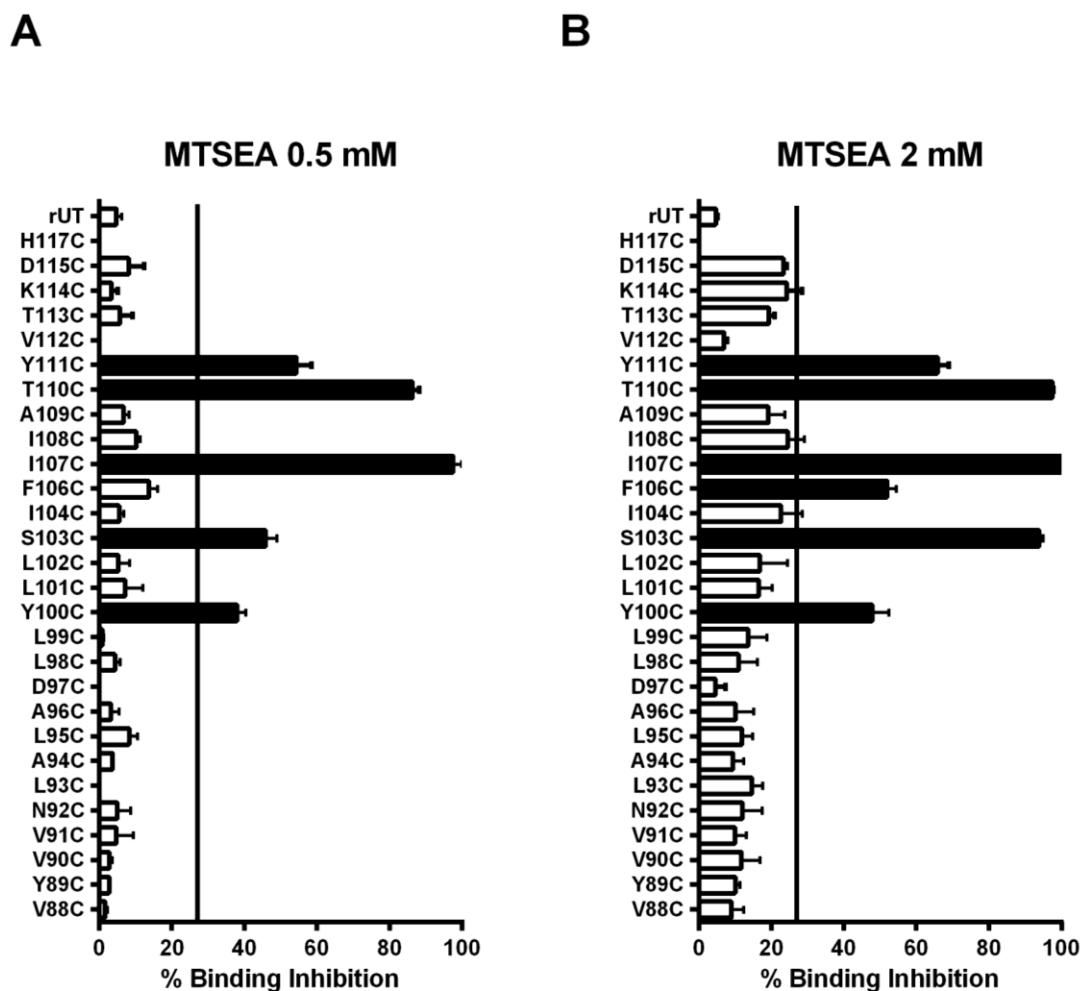 A
MTSEA 0.5 mM
rUT
H117C
D115C
K114C
T113C
V112C
Y111C
T110C
A109C
I108C
I107C
F106C
I104C
S103C
L102C
L101C
Y100C
L99C
L98C
D97C
A96C
L95C
A94C
L93C
N92C
V91C
V90C
Y89C
V88C
0 20 40 60 80 100
% Binding Inhibition
B
MTSEA 2 mM
rUT
H117C
D115C
K114C
T113C
V112C
Y111C
T110C
A109C
I108C
I107C
F106C
I104C
S103C
L102C
L101C
Y100C
L99C
L98C
D97C
A96C
L95C
A94C
L93C
N92C
V91C
V90C
Y89C
V88C
0 20 40 60 80 100
% Binding Inhibition